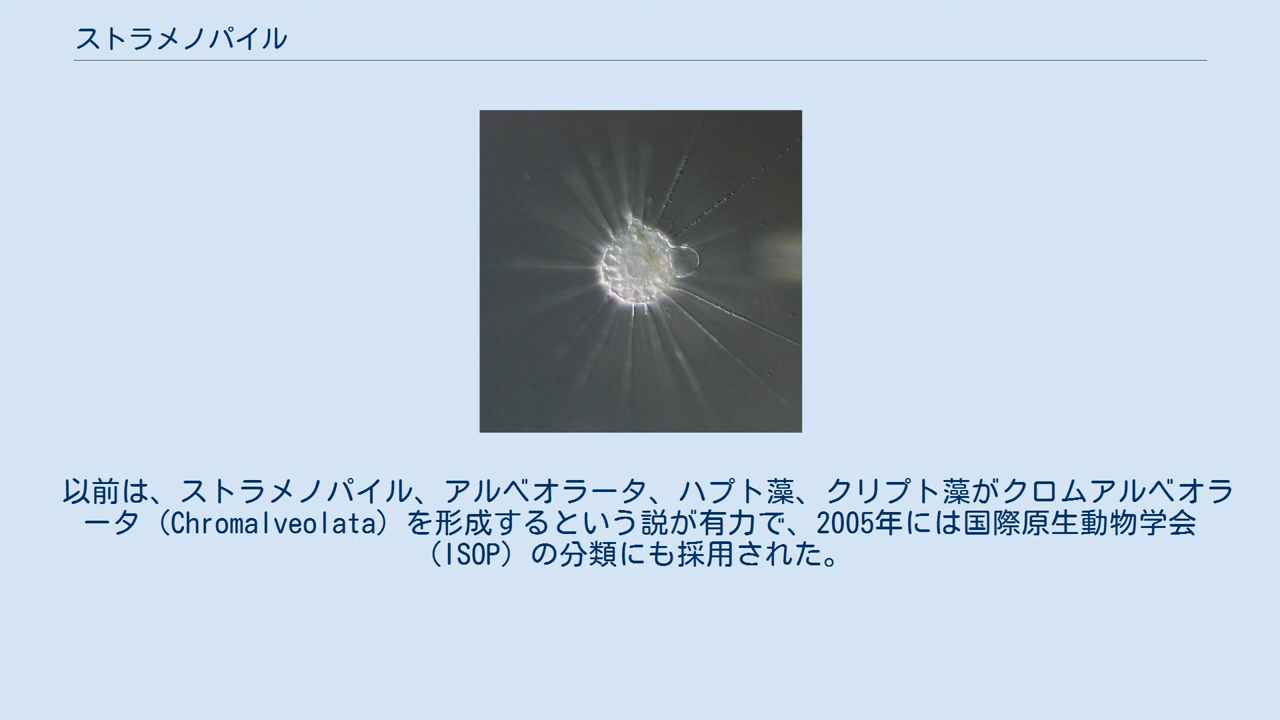 ストラメノパイル
以前は、ストラメノパイル、アルベオラータ、ハプト藻、クリプト藻がクロムアルベオラ
ータ（Chromalveolata）を形成するという説が有力で、2005年には国際原生動物学会
（ISOP）の分類にも採用された。